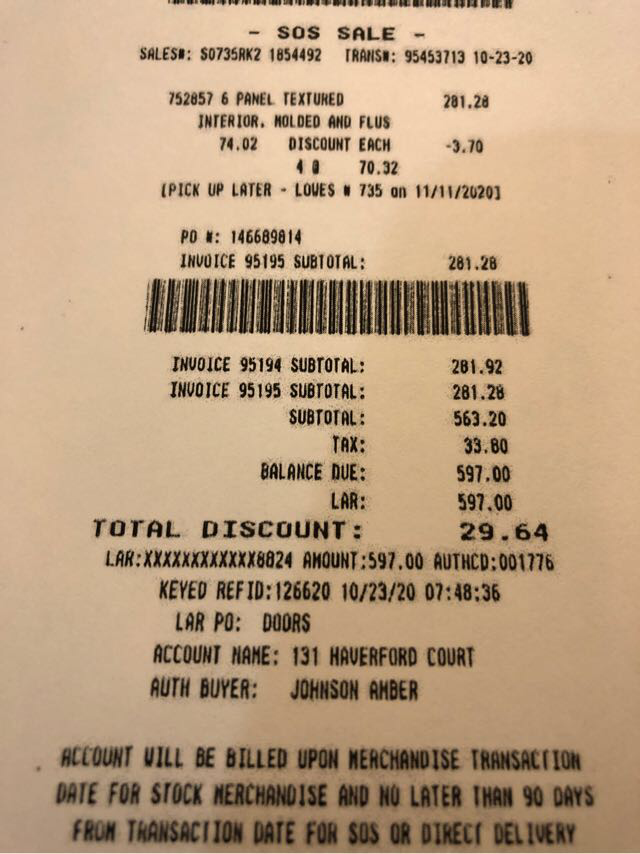 - SOS SALE -
SALES#: S0735RK2 1854492 TRANS#: 95453713 10-23-20
752857 6 PANEL TEXTURED 281.28
INTERIOR, MOLDED AND FLUS
74.02 DISCOUNT EACH -3.70
4 @ 70.32
[PICK UP LATER - LOWES # 735 on 11/11/2020]
PO #: 146689814
INVOICE 95195 SUBTOTAL: 281.28
INVOICE 95194 SUBTOTAL: 281.92
INVOICE 95195 SUBTOTAL: 281.28
SUBTOTAL: 563.20
TAX: 33.80
BALANCE DUE: 597.00
LAR: 597.00
TOTAL DISCOUNT: 29.64
LAR:XXXXXXXXXXXX8824 AMOUNT:597.00 AUTHCD:001776
KEYED REFID:126620 10/23/20 07:48:36
LAR PO: DOORS
ACCOUNT NAME: 131 HAVERFORD COURT
AUTH BUYER: JOHNSON AMBER
ACCOUNT WILL BE BILLED UPON MERCHANDISE TRANSACTION
DATE FOR STOCK MERCHANDISE AND NO LATER THAN 90 DAYS
FROM TRANSACTION DATE FOR SOS OR DIRECT DELIVERY